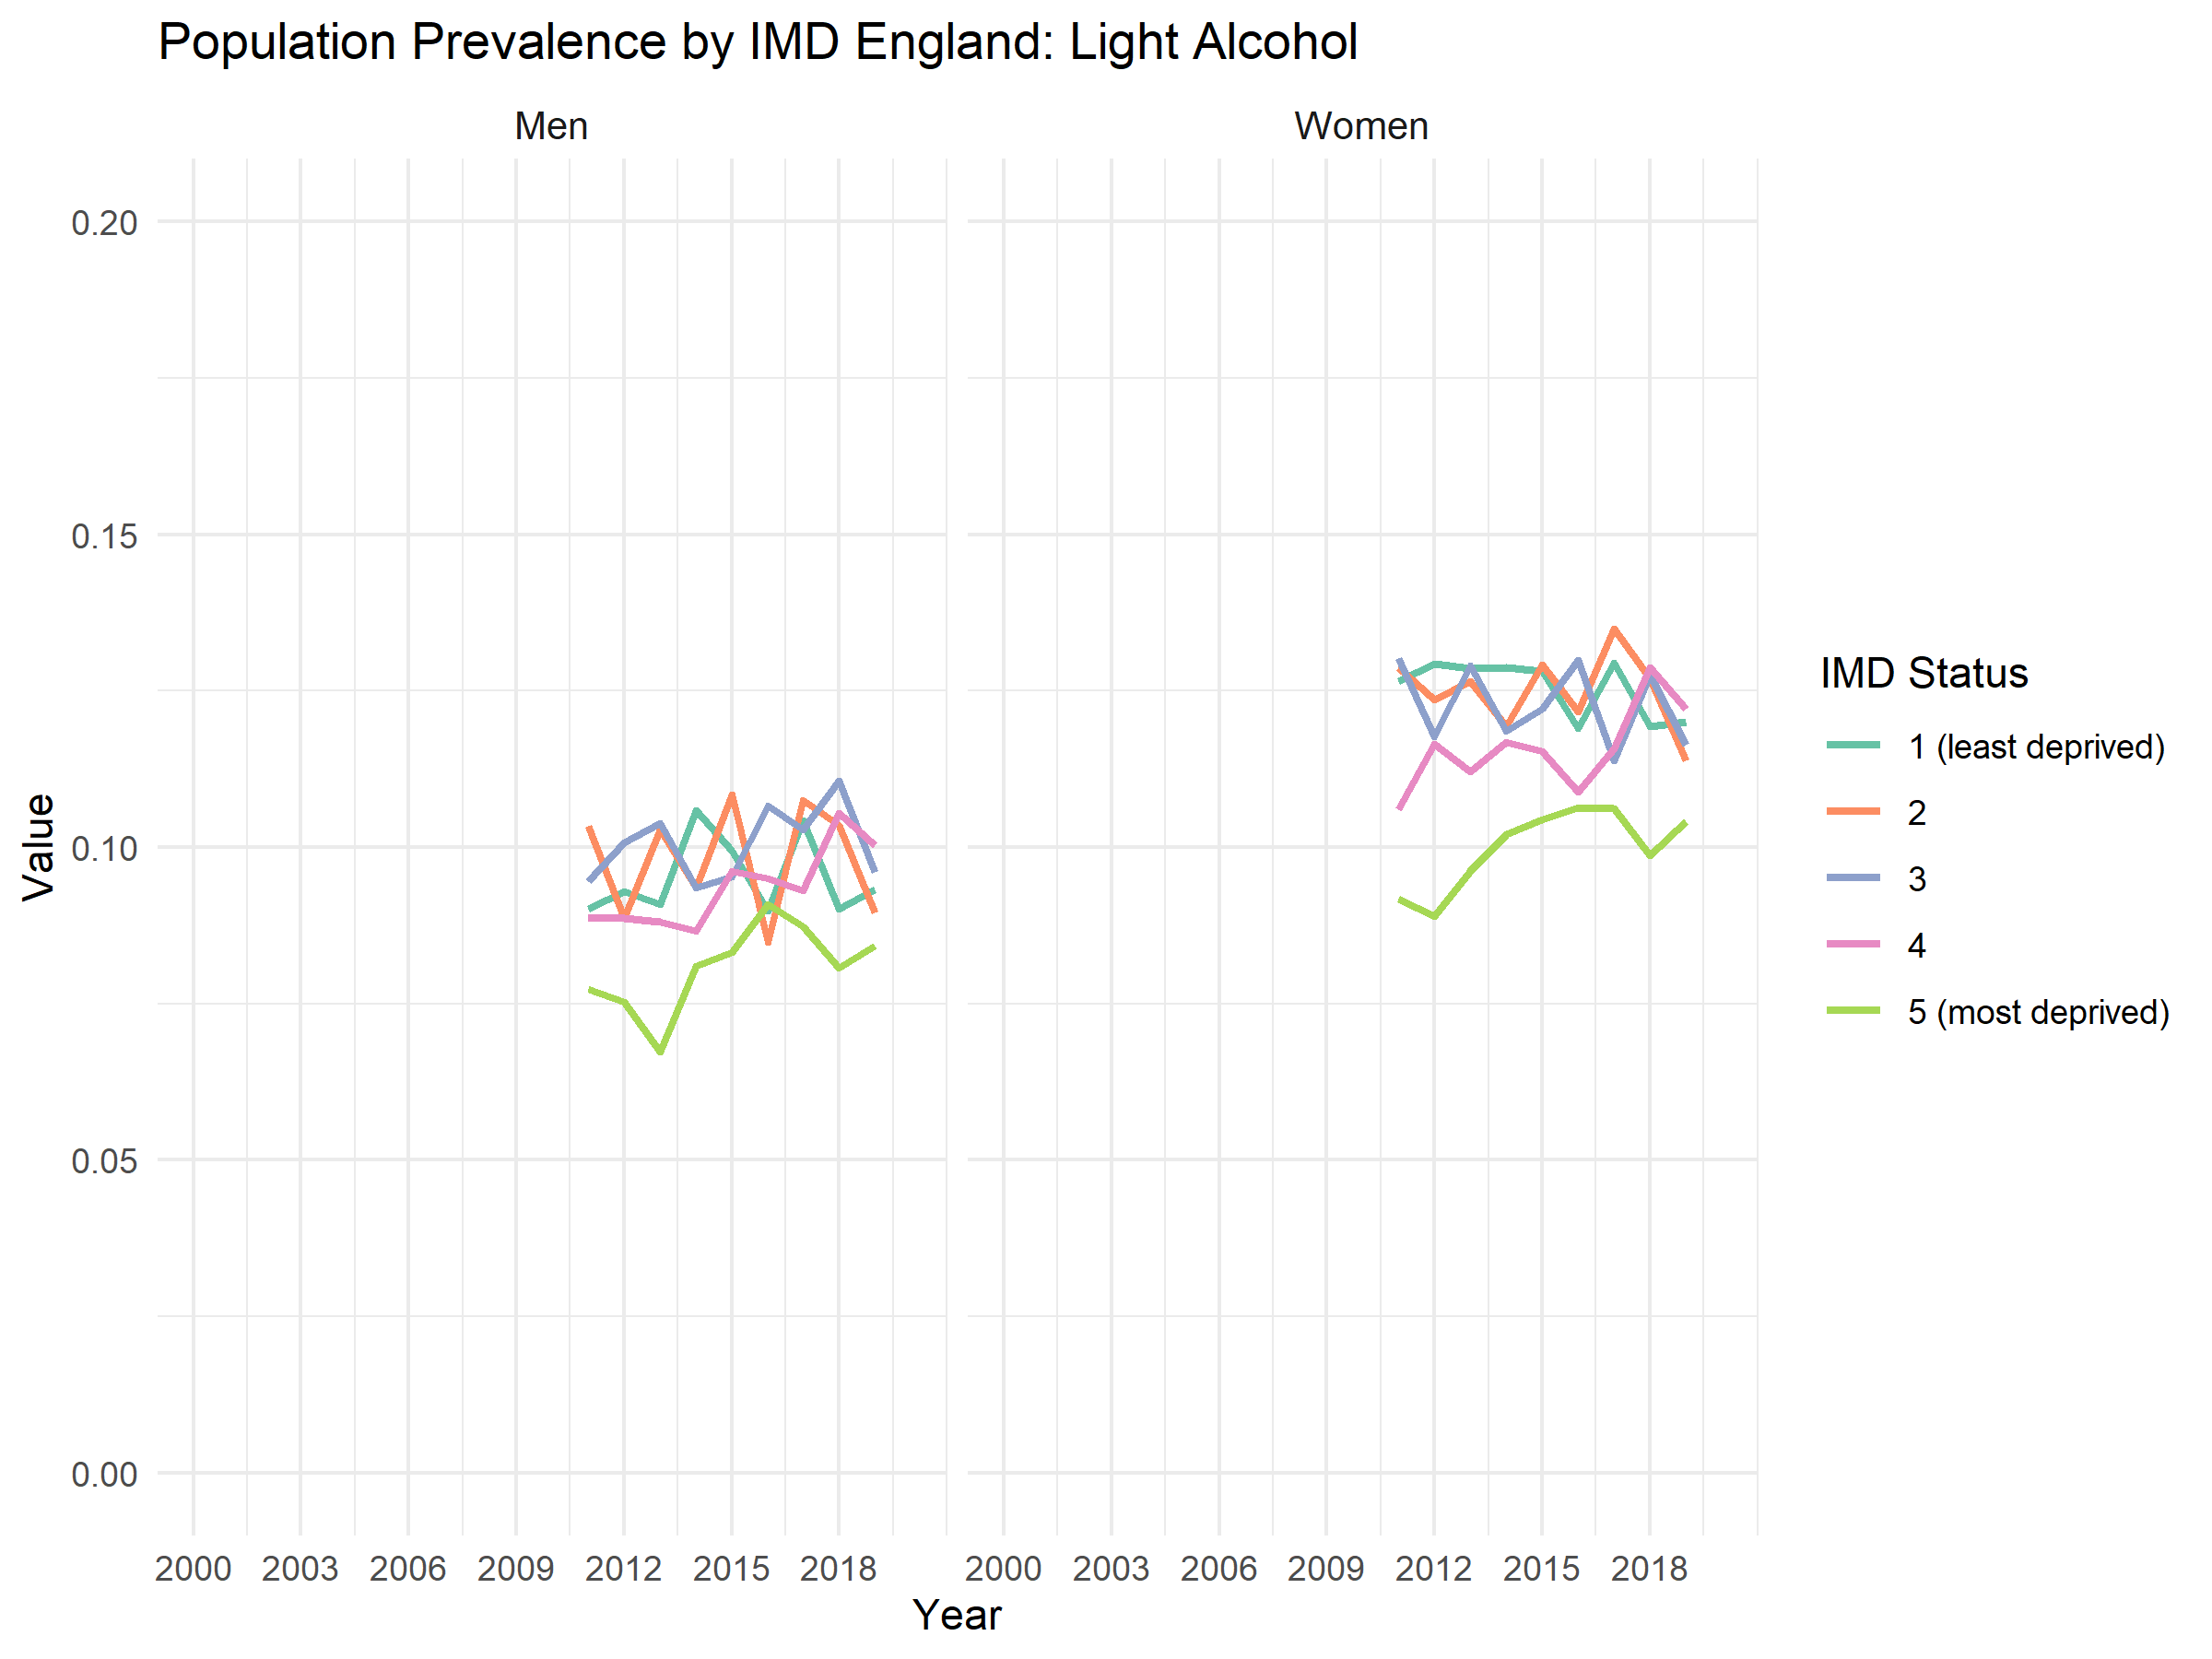 Population Prevalence by IMD England: Light Alcohol
Men
Women
0.20
0.15
0.10
0.05
0.00
Value
2000 2003 2006 2009 2012 2015 2018
2000 2003 2006 2009 2012 2015 2018
Year
IMD Status
1 (least deprived)
2
3
4
5 (most deprived)